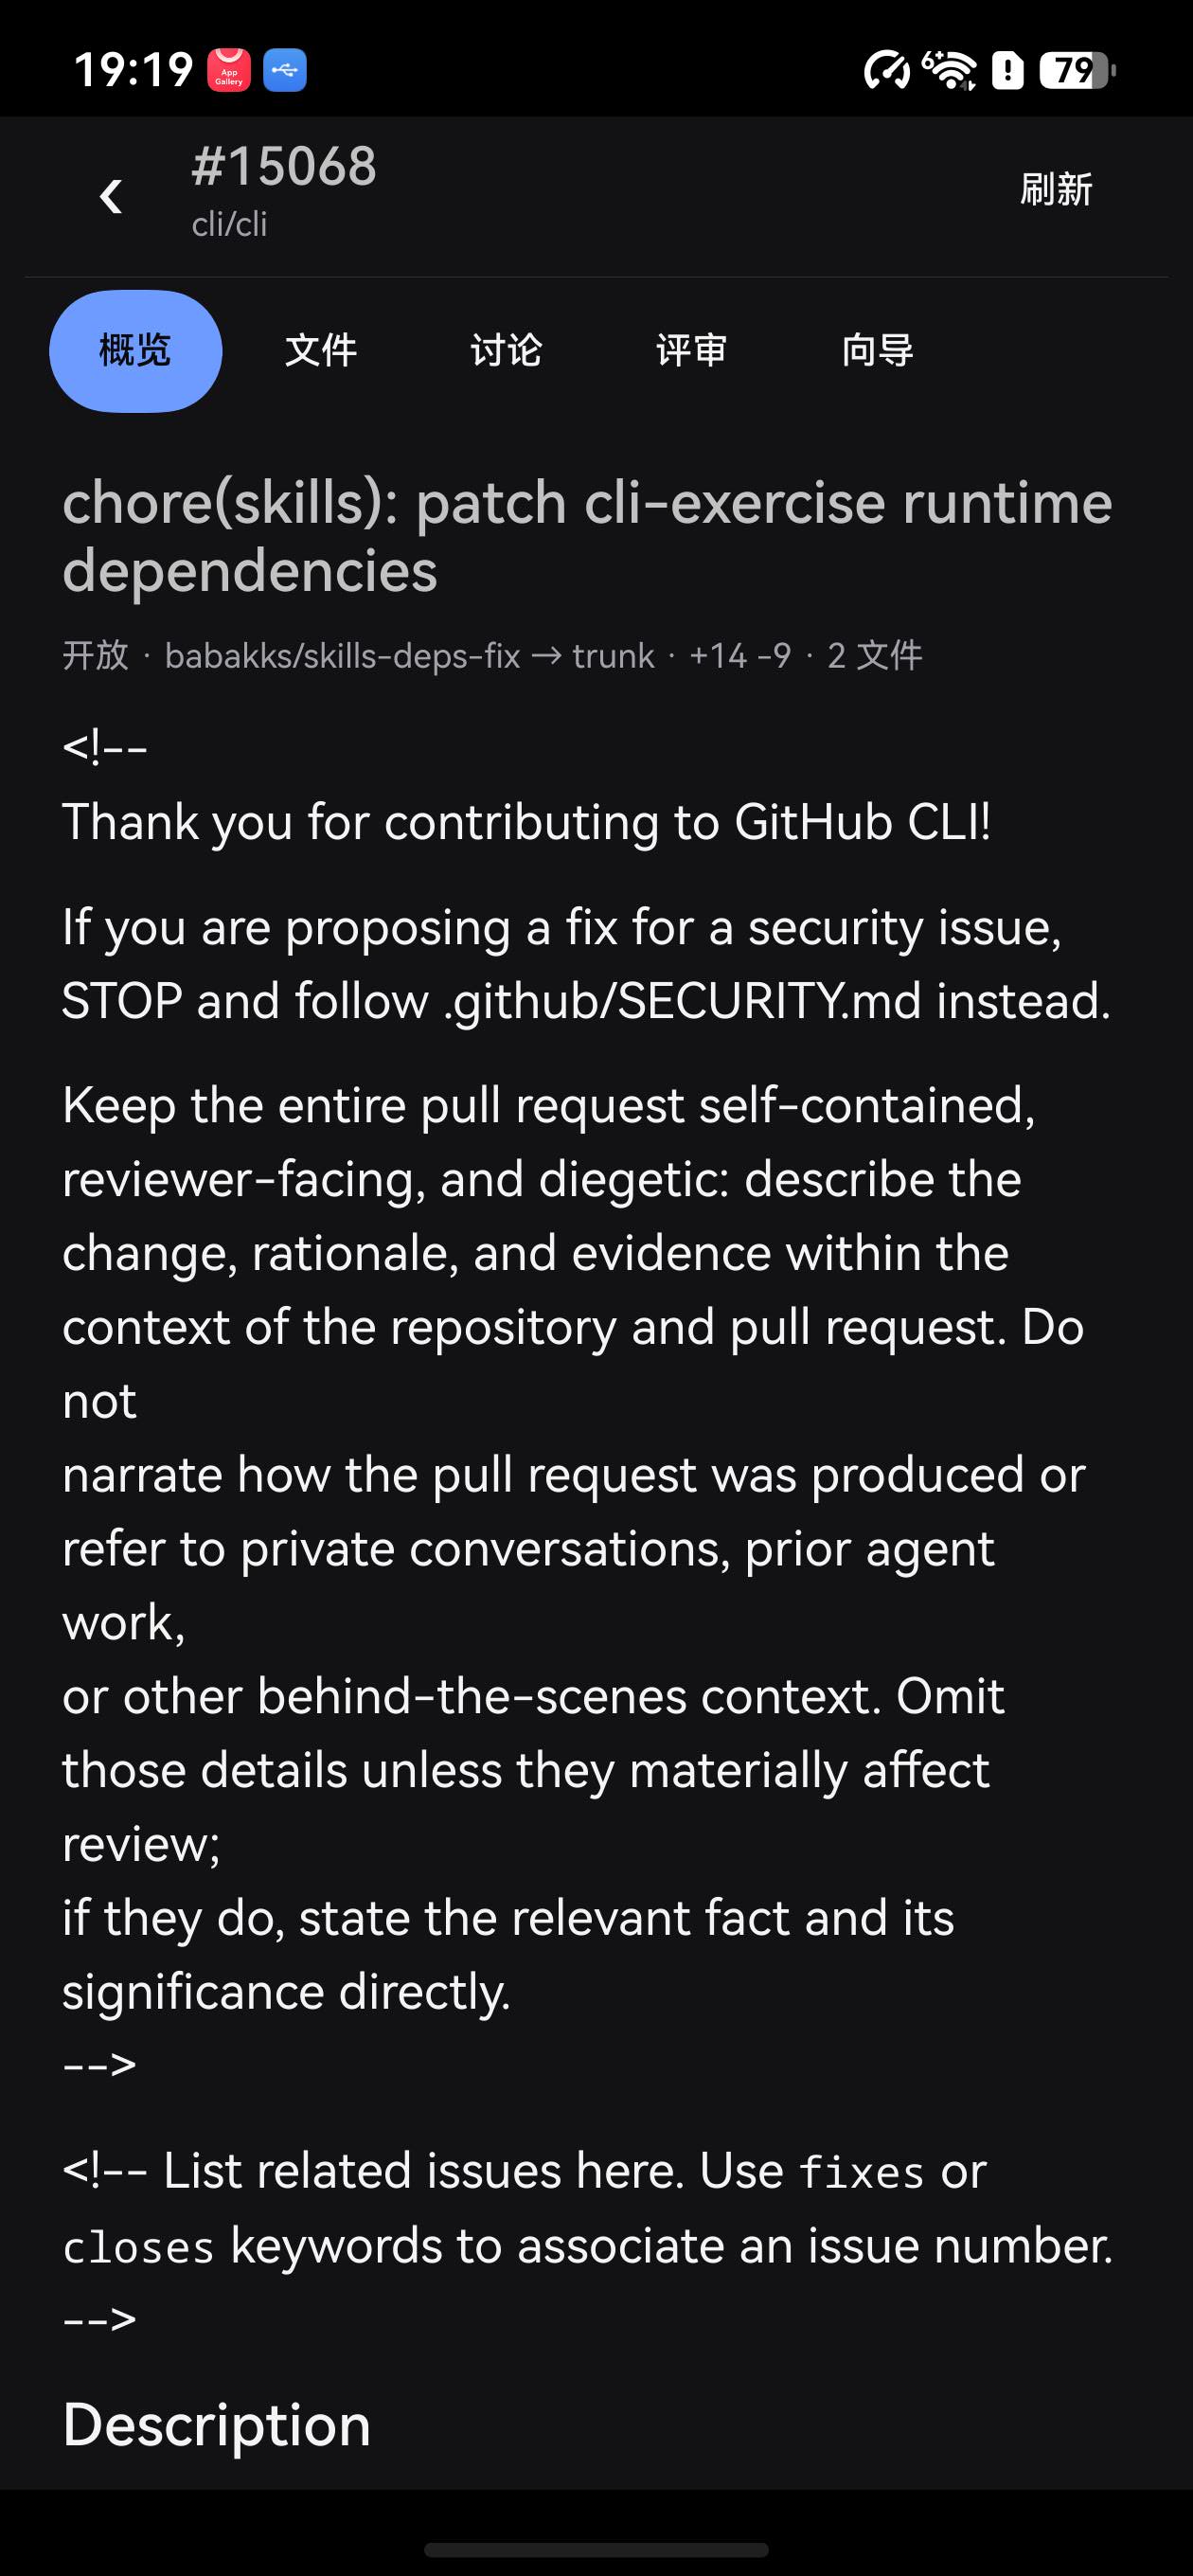 19:19
App
Gallery
6+
79
#15068
cli/cli
刷新
概览
文件
讨论
评审
向导
chore(skills): patch cli-exercise runtime
dependencies
开放 · babakks/skills-deps-fix → trunk · +14 -9 · 2 文件
<!--
Thank you for contributing to GitHub CLI!
If you are proposing a fix for a security issue,
STOP and follow .github/SECURITY.md instead.
Keep the entire pull request self-contained,
reviewer-facing, and diegetic: describe the
change, rationale, and evidence within the
context of the repository and pull request. Do
not
narrate how the pull request was produced or
refer to private conversations, prior agent
work,
or other behind-the-scenes context. Omit
those details unless they materially affect
review;
if they do, state the relevant fact and its
significance directly.
-->
<!-- List related issues here. Use fixes or
closes keywords to associate an issue number.
-->
Description